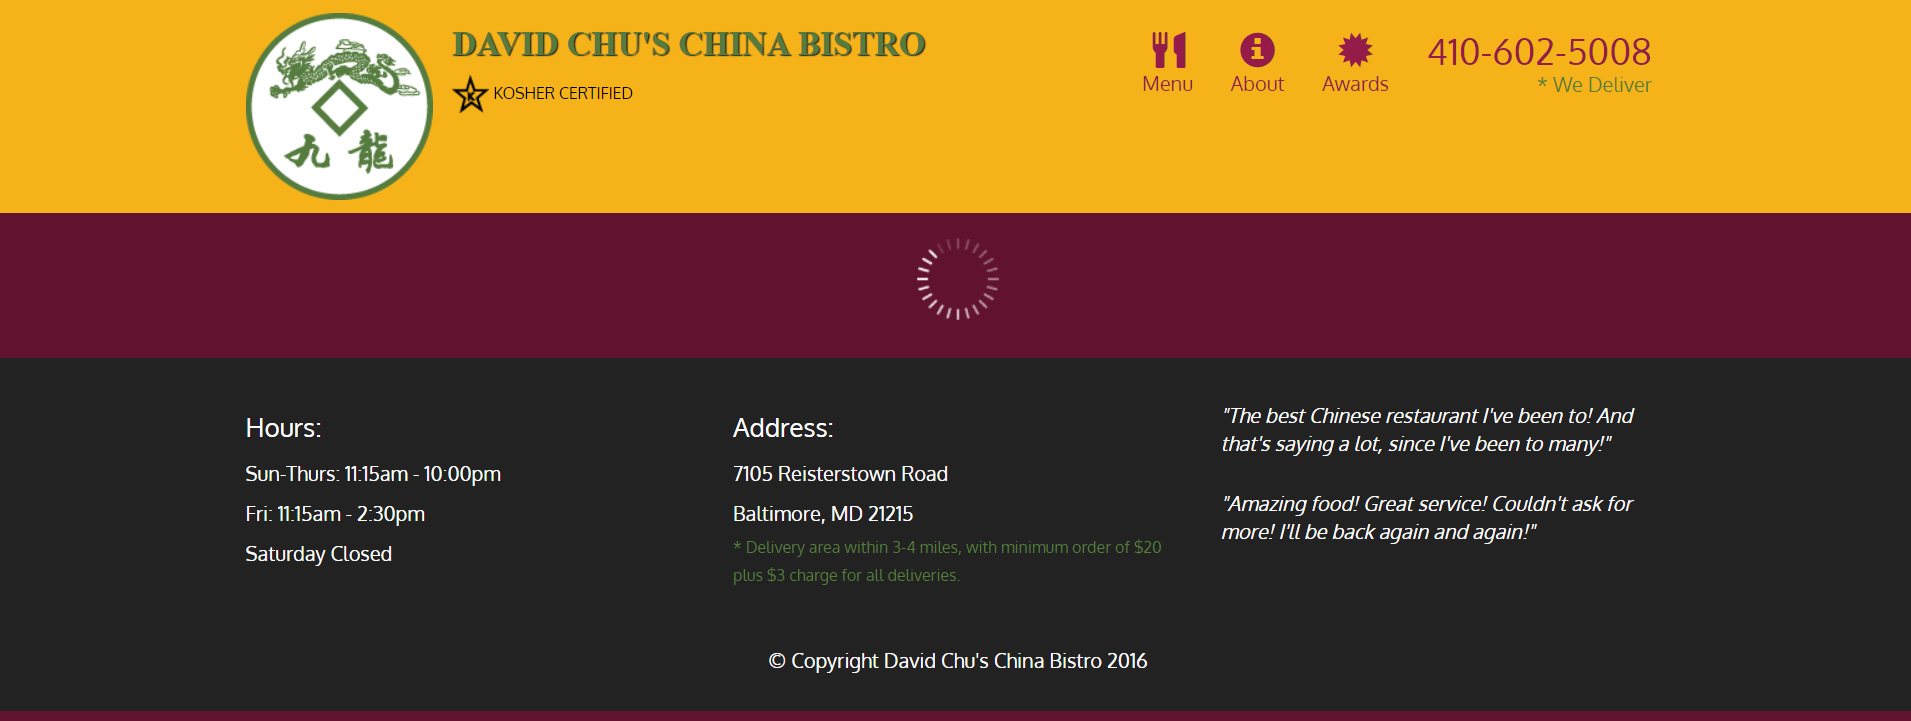 DAVID CHU'S CHINA BISTRO
K
KOSHER CERTIFIED
九 龍
Menu
About
Awards
410-602-5008
* We Deliver
Hours:
Sun-Thurs: 11:15am - 10:00pm
Fri: 11:15am - 2:30pm
Saturday Closed
Address:
7105 Reisterstown Road
Baltimore, MD 21215
* Delivery area within 3-4 miles, with minimum order of $20
plus $3 charge for all deliveries.
"The best Chinese restaurant I've been to! And
that's saying a lot, since I've been to many!"
"Amazing food! Great service! Couldn't ask for
more! I'll be back again and again!"
© Copyright David Chu's China Bistro 2016